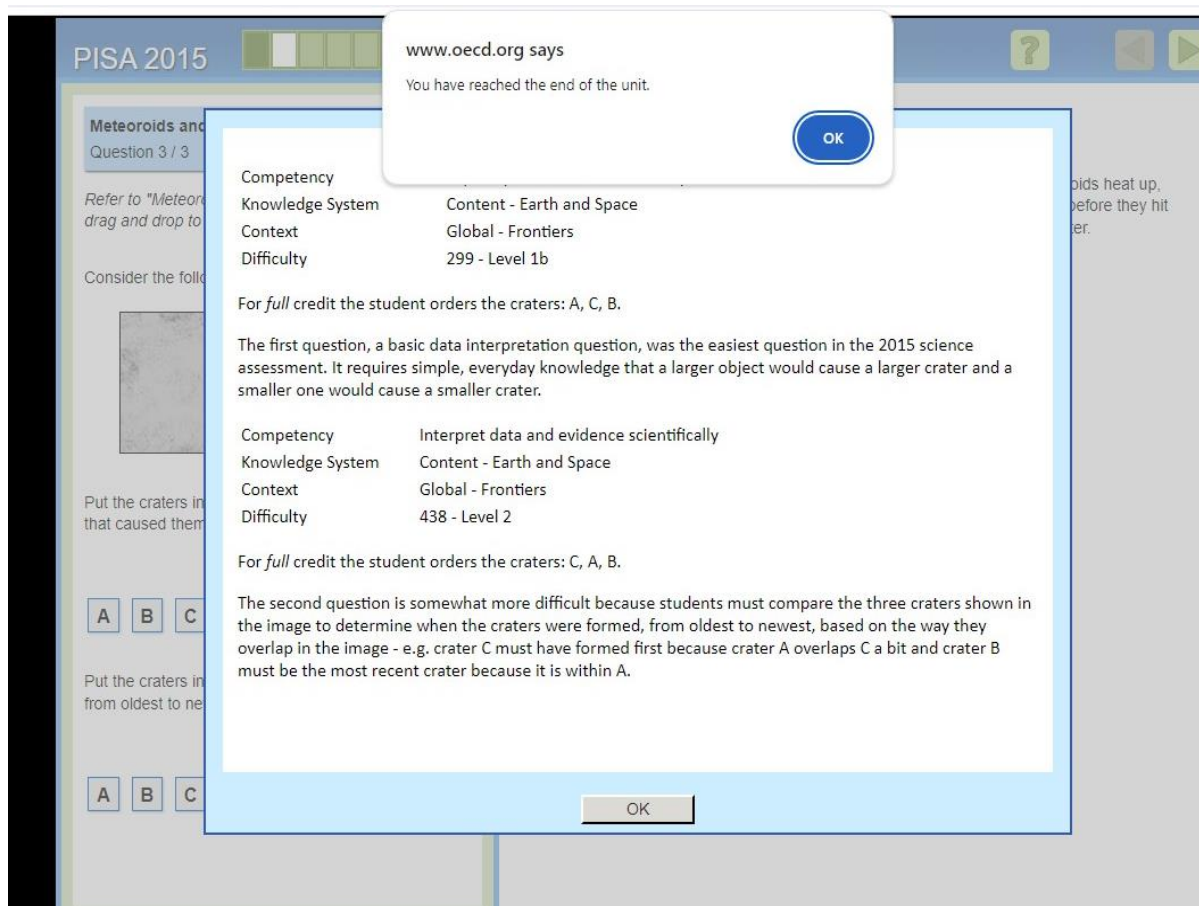 www.oecd.org says
You have reached the end of the unit.
OK
PISA 2015
?
Meteoroids and
Question 3 / 3
Refer to "Meteor
drag and drop to
Consider the follo
Put the craters in
that caused them
A B C
Put the craters in
from oldest to ne
A B C
Competency
Knowledge System Content - Earth and Space
Context Global - Frontiers
Difficulty 299 - Level 1b
For full credit the student orders the craters: A, C, B.
The first question, a basic data interpretation question, was the easiest question in the 2015 science
assessment. It requires simple, everyday knowledge that a larger object would cause a larger crater and a
smaller one would cause a smaller crater.
Competency Interpret data and evidence scientifically
Knowledge System Content - Earth and Space
Context Global - Frontiers
Difficulty 438 - Level 2
For full credit the student orders the craters: C, A, B.
The second question is somewhat more difficult because students must compare the three craters shown in
the image to determine when the craters were formed, from oldest to newest, based on the way they
overlap in the image - e.g. crater C must have formed first because crater A overlaps C a bit and crater B
must be the most recent crater because it is within A.
OK
oids heat up,
before they hit
er.